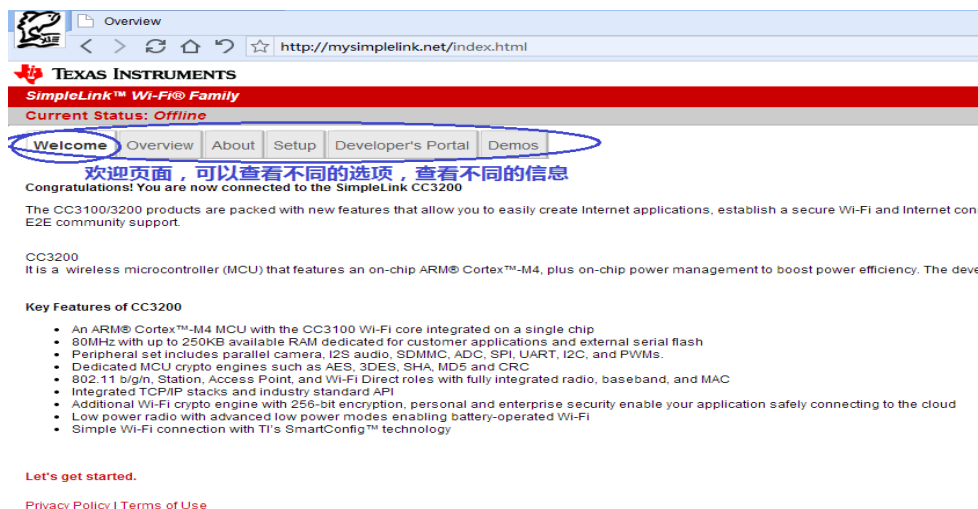 Overview
http://mysimplelink.net/index.html
TEXAS INSTRUMENTS
SimpleLink™ Wi-Fi® Family
Current Status: Offline
Welcome Overview About Setup Developer's Portal Demos
欢迎页面，可以查看不同的选项，查看不同的信息
Congratulations! You are now connected to the SimpleLink CC3200
The CC3100/3200 products are packed with new features that allow you to easily create Internet applications, establish a secure Wi-Fi and Internet con
E2E community support.
CC3200
It is a wireless microcontroller (MCU) that features an on-chip ARM® Cortex™-M4, plus on-chip power management to boost power efficiency. The deve
Key Features of CC3200
• An ARM® Cortex™-M4 MCU with the CC3100 Wi-Fi core integrated on a single chip
• 80MHz with up to 250KB available RAM dedicated for customer applications and external serial flash
• Peripheral set includes parallel camera, I2S audio, SDMMC, ADC, SPI, UART, I2C, and PWMs.
• Dedicated MCU crypto engines such as AES, 3DES, SHA, MD5 and CRC
• 802.11 b/g/n, Station, Access Point, and Wi-Fi Direct roles with fully integrated radio, baseband, and MAC
• Integrated TCP/IP stacks and industry standard API
• Additional Wi-Fi crypto engine with 256-bit encryption, personal and enterprise security enable your application safely connecting to the cloud
• Low power radio with advanced low power modes enabling battery-operated Wi-Fi
• Simple Wi-Fi connection with TI's SmartConfig™ technology
Let's get started.
Privacy Policy | Terms of Use